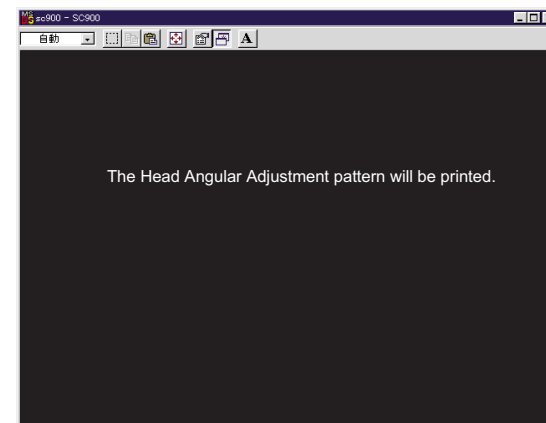 sc900 - SC900
自動
A
The Head Angular Adjustment pattern will be printed.